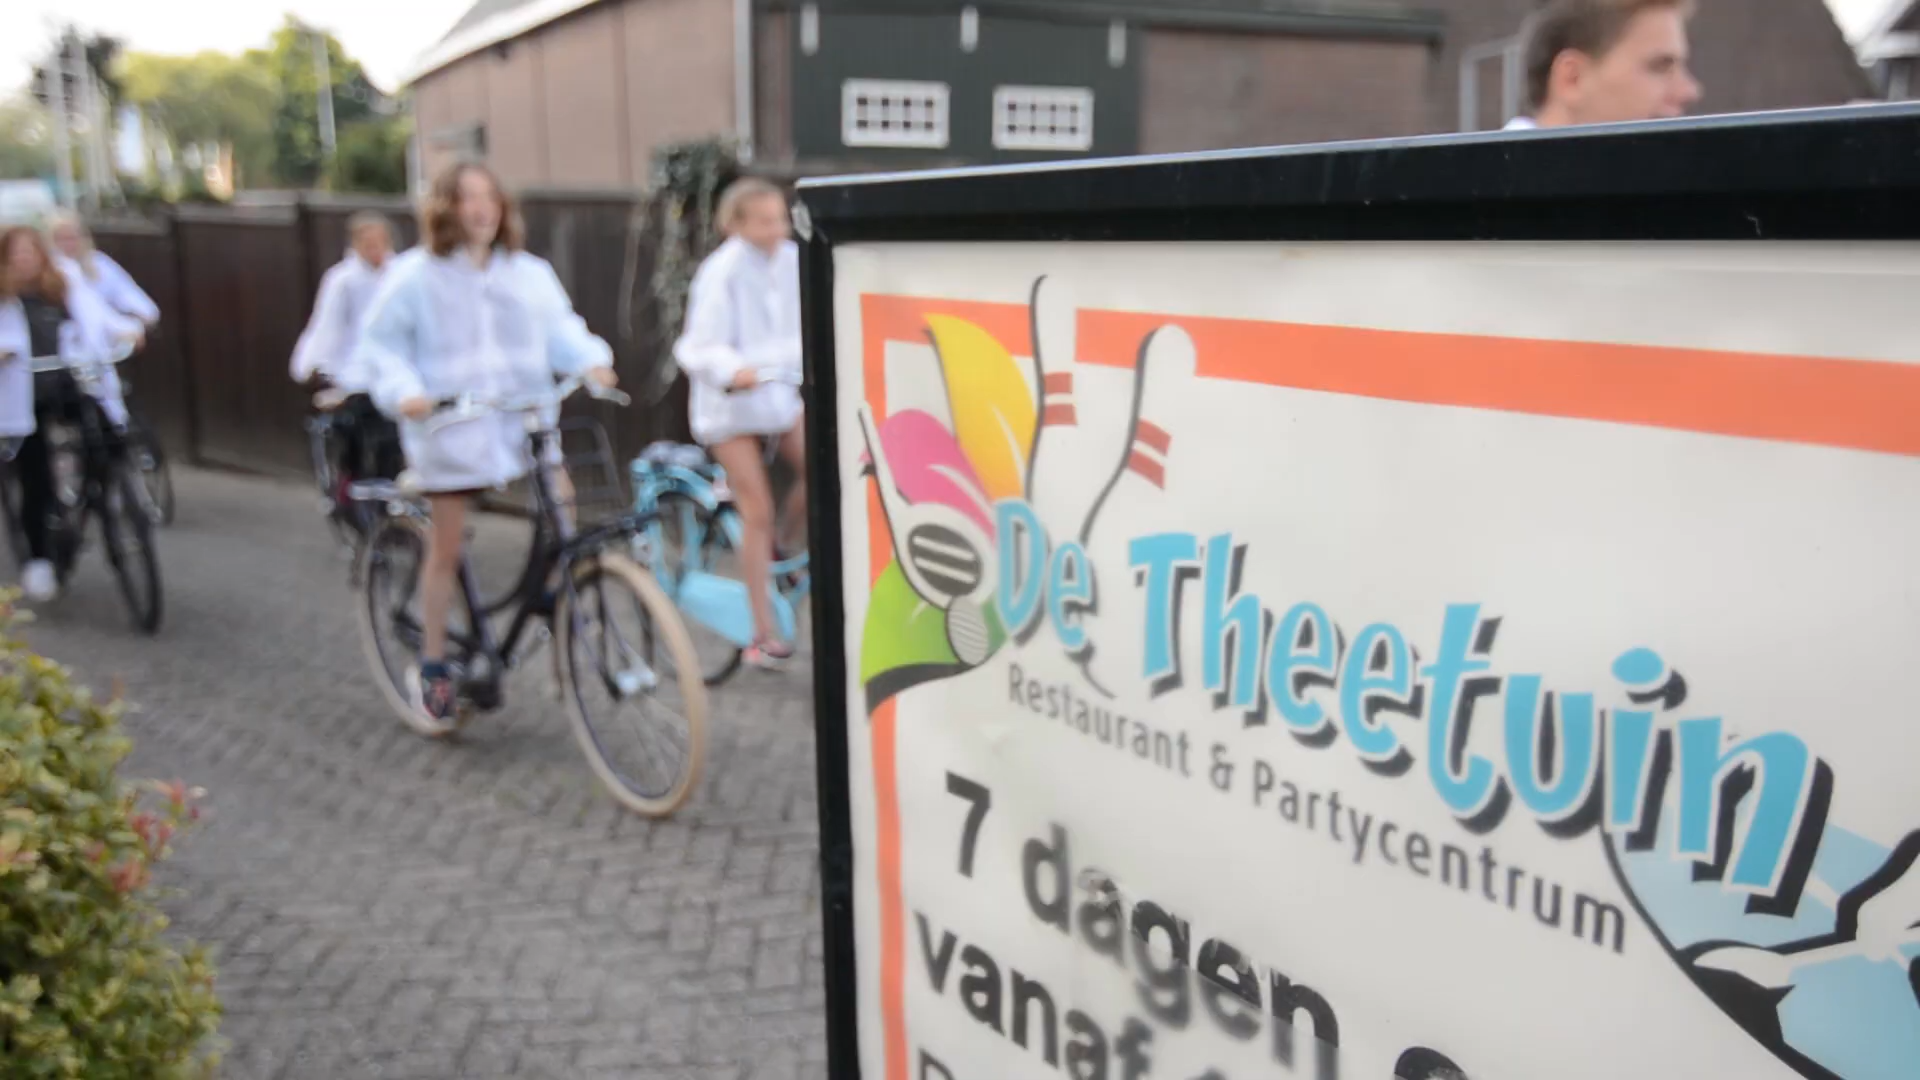 De Theetuin
Restaurant & Partycentrum
7 dagen
vanaf